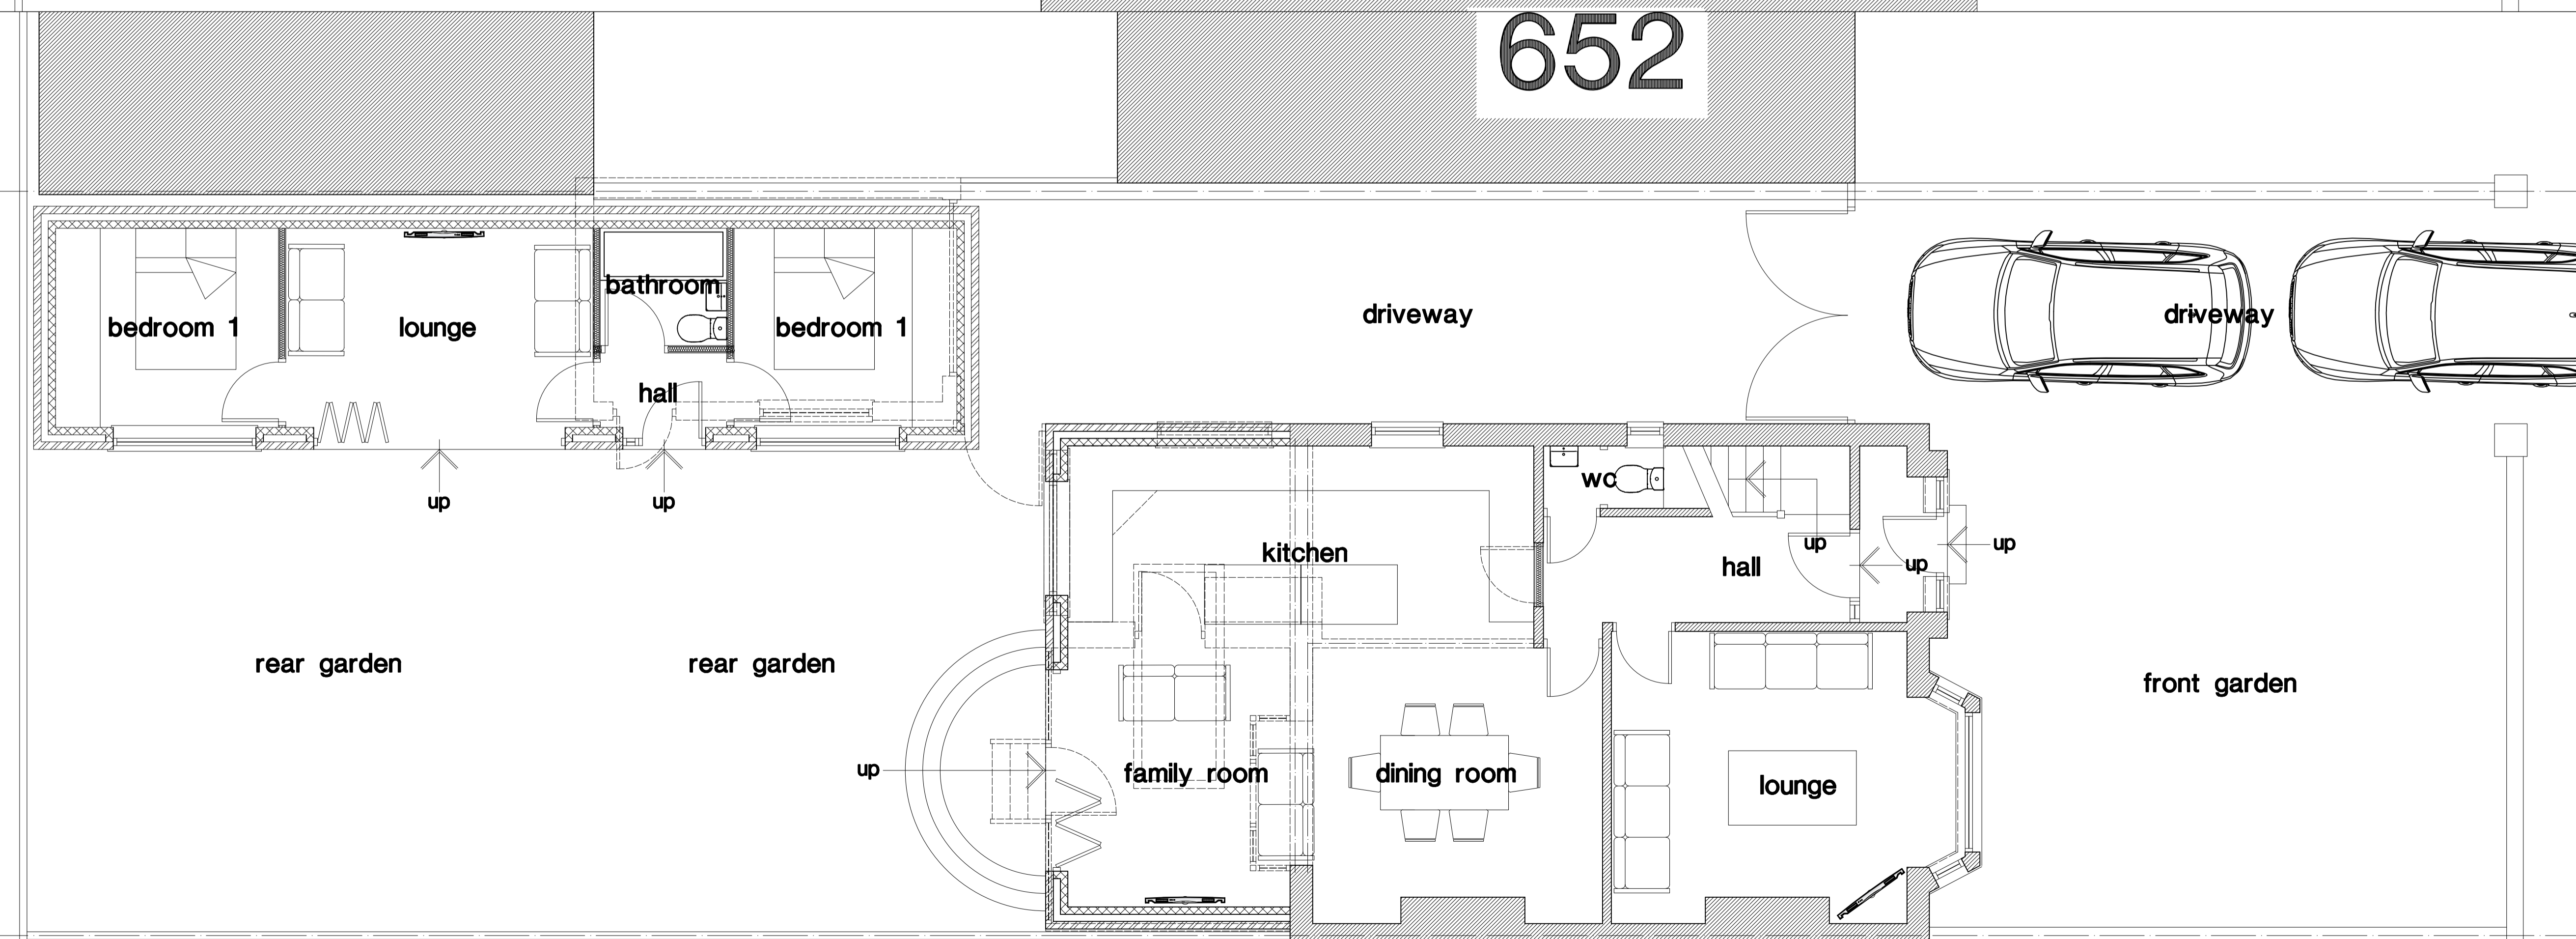 652
bathroom
driveway
driveway
bedroom 1
lounge
bedroom 1
hall
wc
up
up
kitchen
hall
up
up
up
rear garden
rear garden
front garden
up
family room
dining room
lounge